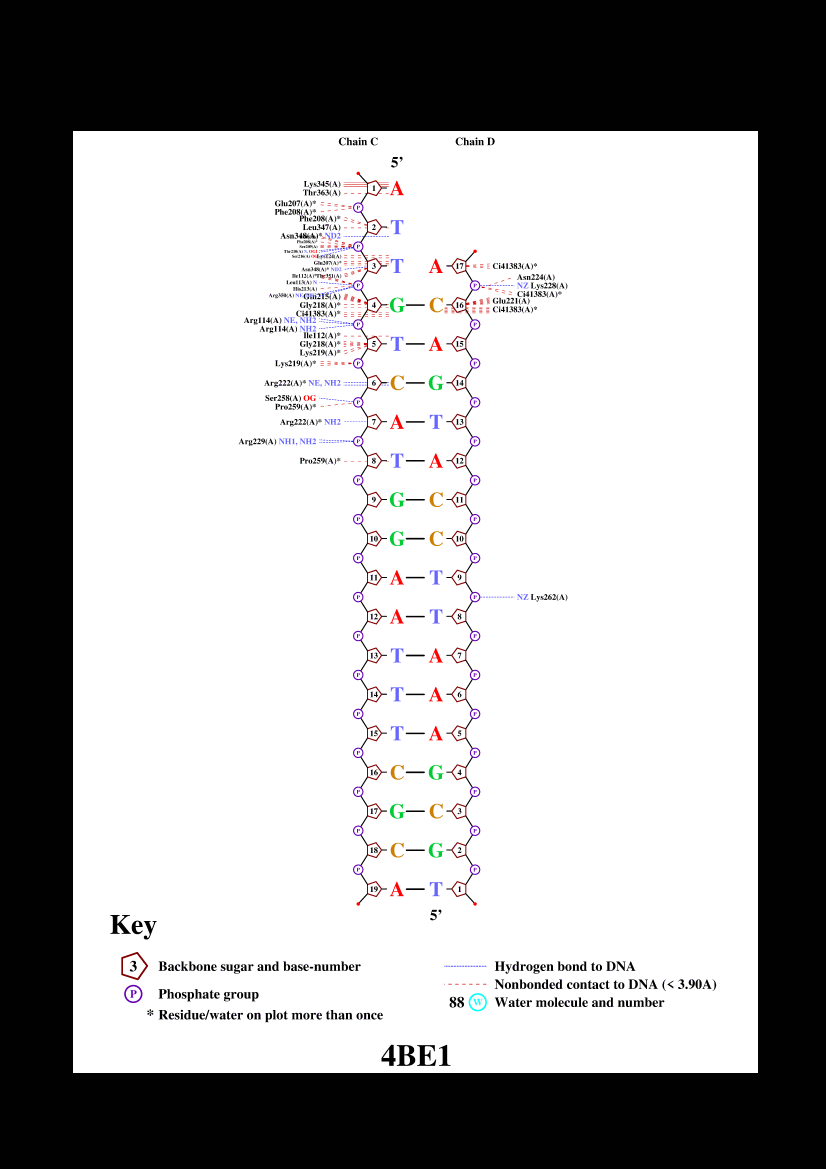 Chain C Chain D
5’
Lys345(A) 1 A
Thr363(A)
Glu207(A)* P
Phe208(A)*
Phe208(A)* 2 T
Leu347(A)
Asn348(A)* ND2
P
Lys224(A)
Glu207(A)*
3 T A 17 Ci41383(A)*
Asn348(A)* ND2
Asn224(A)
Leu113(A) N P P NZ Lys228(A)
His213(A)
Ci41383(A)*
Gln215(A) Glu221(A)
Gly218(A)* 4 G C 16
Ci41383(A)* Ci41383(A)*
Arg114(A) NE, NH2 P P
Arg114(A) NH2
Ile112(A)*
Gly218(A)* 5 T A 15
Lys219(A)*
Lys219(A)* P P
Arg222(A)* NE, NH2 6 C G 14
Ser258(A) OG P P
Pro259(A)*
Arg222(A)* NH2 7 A T 13
Arg229(A) NH1, NH2 P P
Pro259(A)* 8 T A 12
P P
9 G C 11
P P
10 G C 10
P P
11 A T 9
P P NZ Lys262(A)
12 A T 8
P P
13 T A 7
P P
14 T A 6
P P
15 T A 5
P P
16 C G 4
P P
17 G C 3
P P
18 C G 2
P P
19 A T 1
5’
Key
3 Backbone sugar and base-number
P Phosphate group
* Residue/water on plot more than once
Hydrogen bond to DNA
Nonbonded contact to DNA (< 3.90A)
88 W Water molecule and number
4BE1